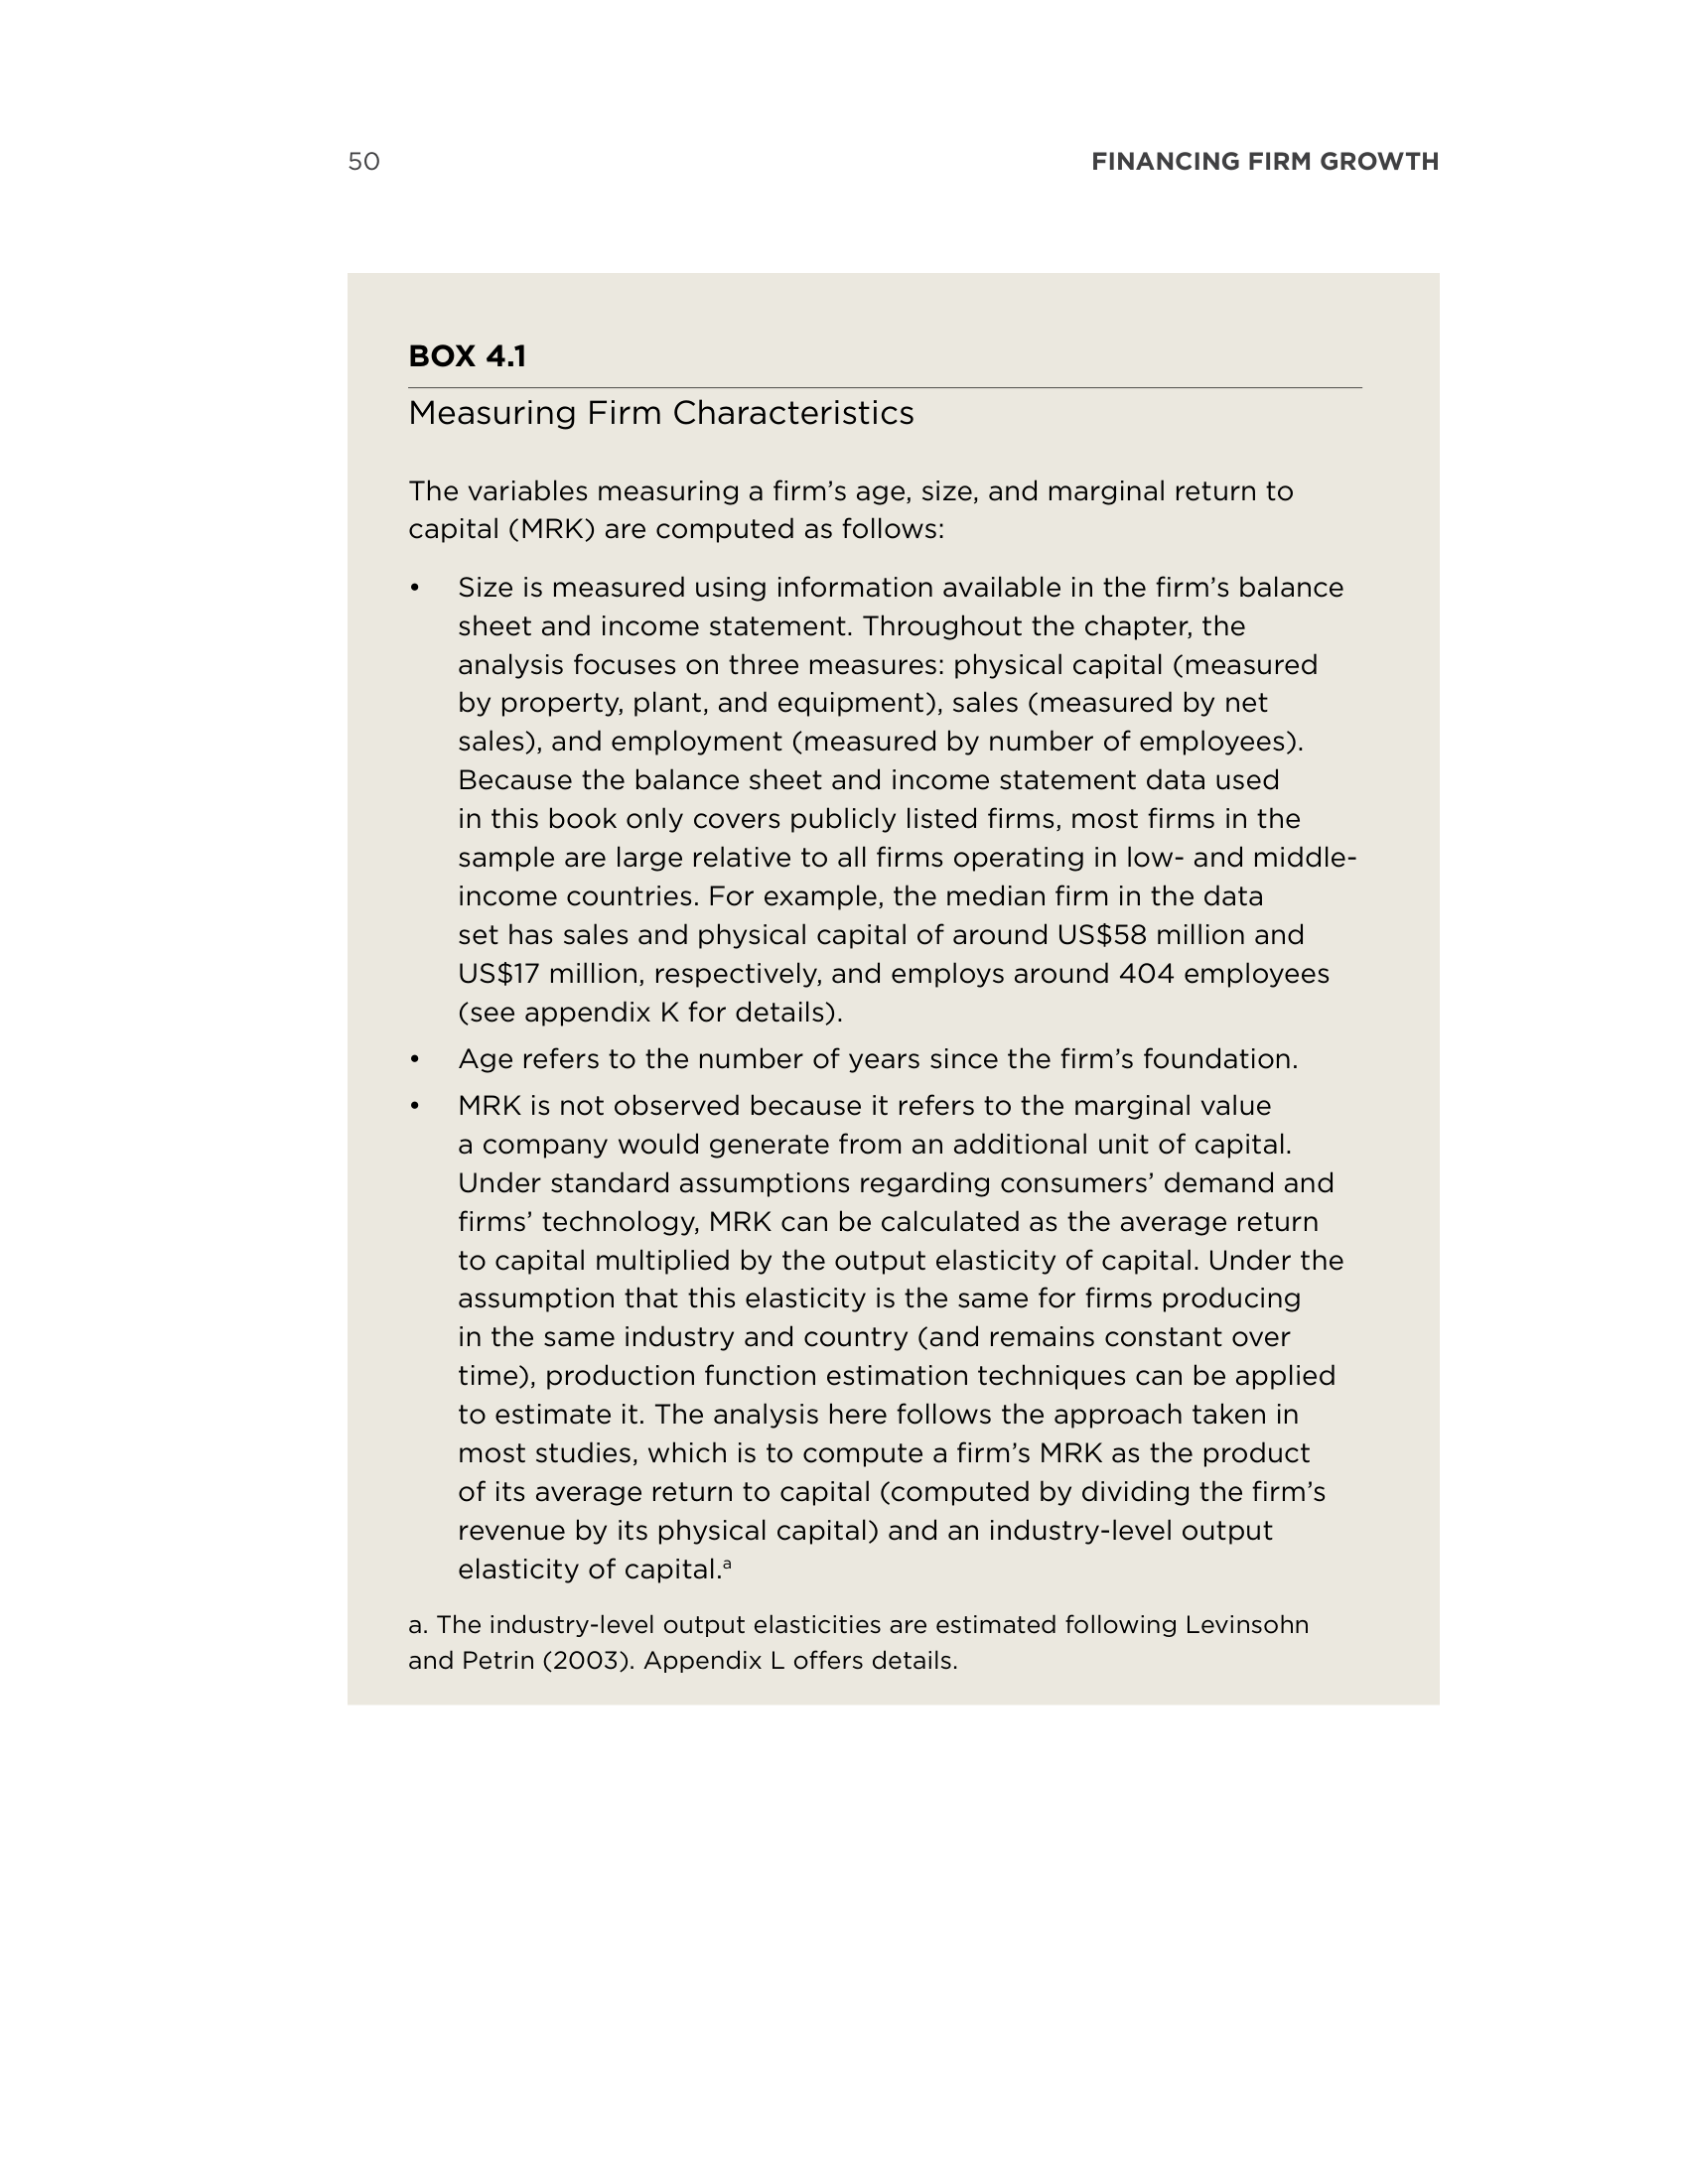 50
FINANCING FIRM GROWTH
BOX 4.1
Measuring Firm Characteristics
The variables measuring a firm’s age, size, and marginal return to
capital (MRK) are computed as follows:
• Size is measured using information available in the firm’s balance
sheet and income statement. Throughout the chapter, the
analysis focuses on three measures: physical capital (measured
by property, plant, and equipment), sales (measured by net
sales), and employment (measured by number of employees).
Because the balance sheet and income statement data used
in this book only covers publicly listed firms, most firms in the
sample are large relative to all firms operating in low- and middle-
income countries. For example, the median firm in the data
set has sales and physical capital of around US$58 million and
US$17 million, respectively, and employs around 404 employees
(see appendix K for details).
• Age refers to the number of years since the firm’s foundation.
• MRK is not observed because it refers to the marginal value
a company would generate from an additional unit of capital.
Under standard assumptions regarding consumers’ demand and
firms’ technology, MRK can be calculated as the average return
to capital multiplied by the output elasticity of capital. Under the
assumption that this elasticity is the same for firms producing
in the same industry and country (and remains constant over
time), production function estimation techniques can be applied
to estimate it. The analysis here follows the approach taken in
most studies, which is to compute a firm’s MRK as the product
of its average return to capital (computed by dividing the firm’s
revenue by its physical capital) and an industry-level output
elasticity of capital.ᵃ
a. The industry-level output elasticities are estimated following Levinsohn
and Petrin (2003). Appendix L offers details.